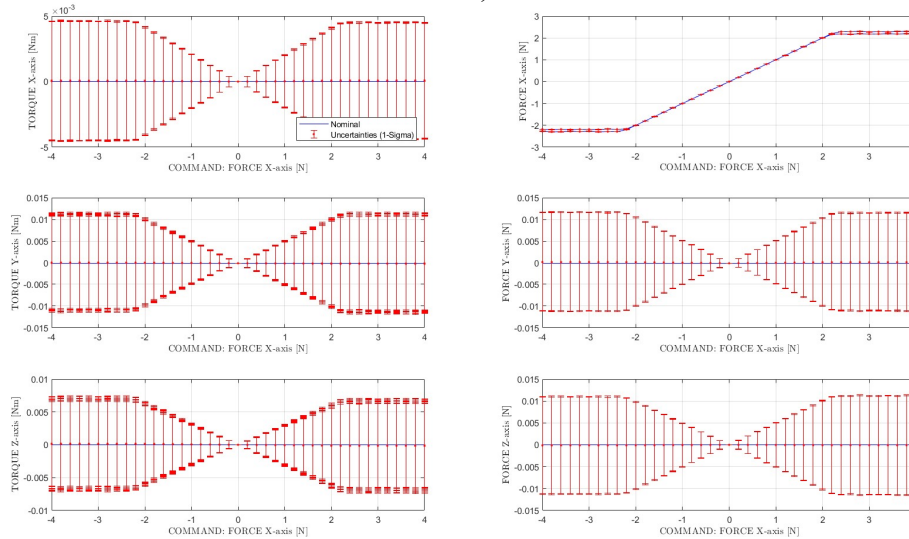 )
×10⁻³
5
0
-5
TORQUE X-axis [Nm]
Nominal
Uncertainties (1-Sigma)
-4 -3 -2 -1 0 1 2 3 4
COMMAND: FORCE X-axis [N]
3
2
1
0
-1
-2
-3
FORCE X-axis [N]
-4 -3 -2 -1 0 1 2 3
COMMAND: FORCE X-axis [N]
0.015
0.01
0.005
0
-0.005
-0.01
-0.015
TORQUE Y-axis [Nm]
-4 -3 -2 -1 0 1 2 3 4
COMMAND: FORCE X-axis [N]
0.015
0.01
0.005
0
-0.005
-0.01
-0.015
FORCE Y-axis [N]
-4 -3 -2 -1 0 1 2 3
COMMAND: FORCE X-axis [N]
0.01
0.005
0
-0.005
-0.01
TORQUE Z-axis [Nm]
-4 -3 -2 -1 0 1 2 3 4
COMMAND: FORCE X-axis [N]
0.015
0.01
0.005
0
-0.005
-0.01
-0.015
FORCE Z-axis [N]
-4 -3 -2 -1 0 1 2 3
COMMAND: FORCE X-axis [N]